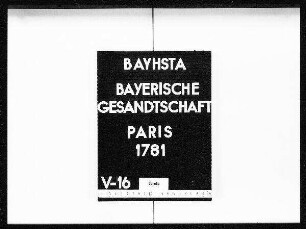 BAYHSTA
BAYERISCHE
GESANDTSCHAFT
PARIS
1781
V-16